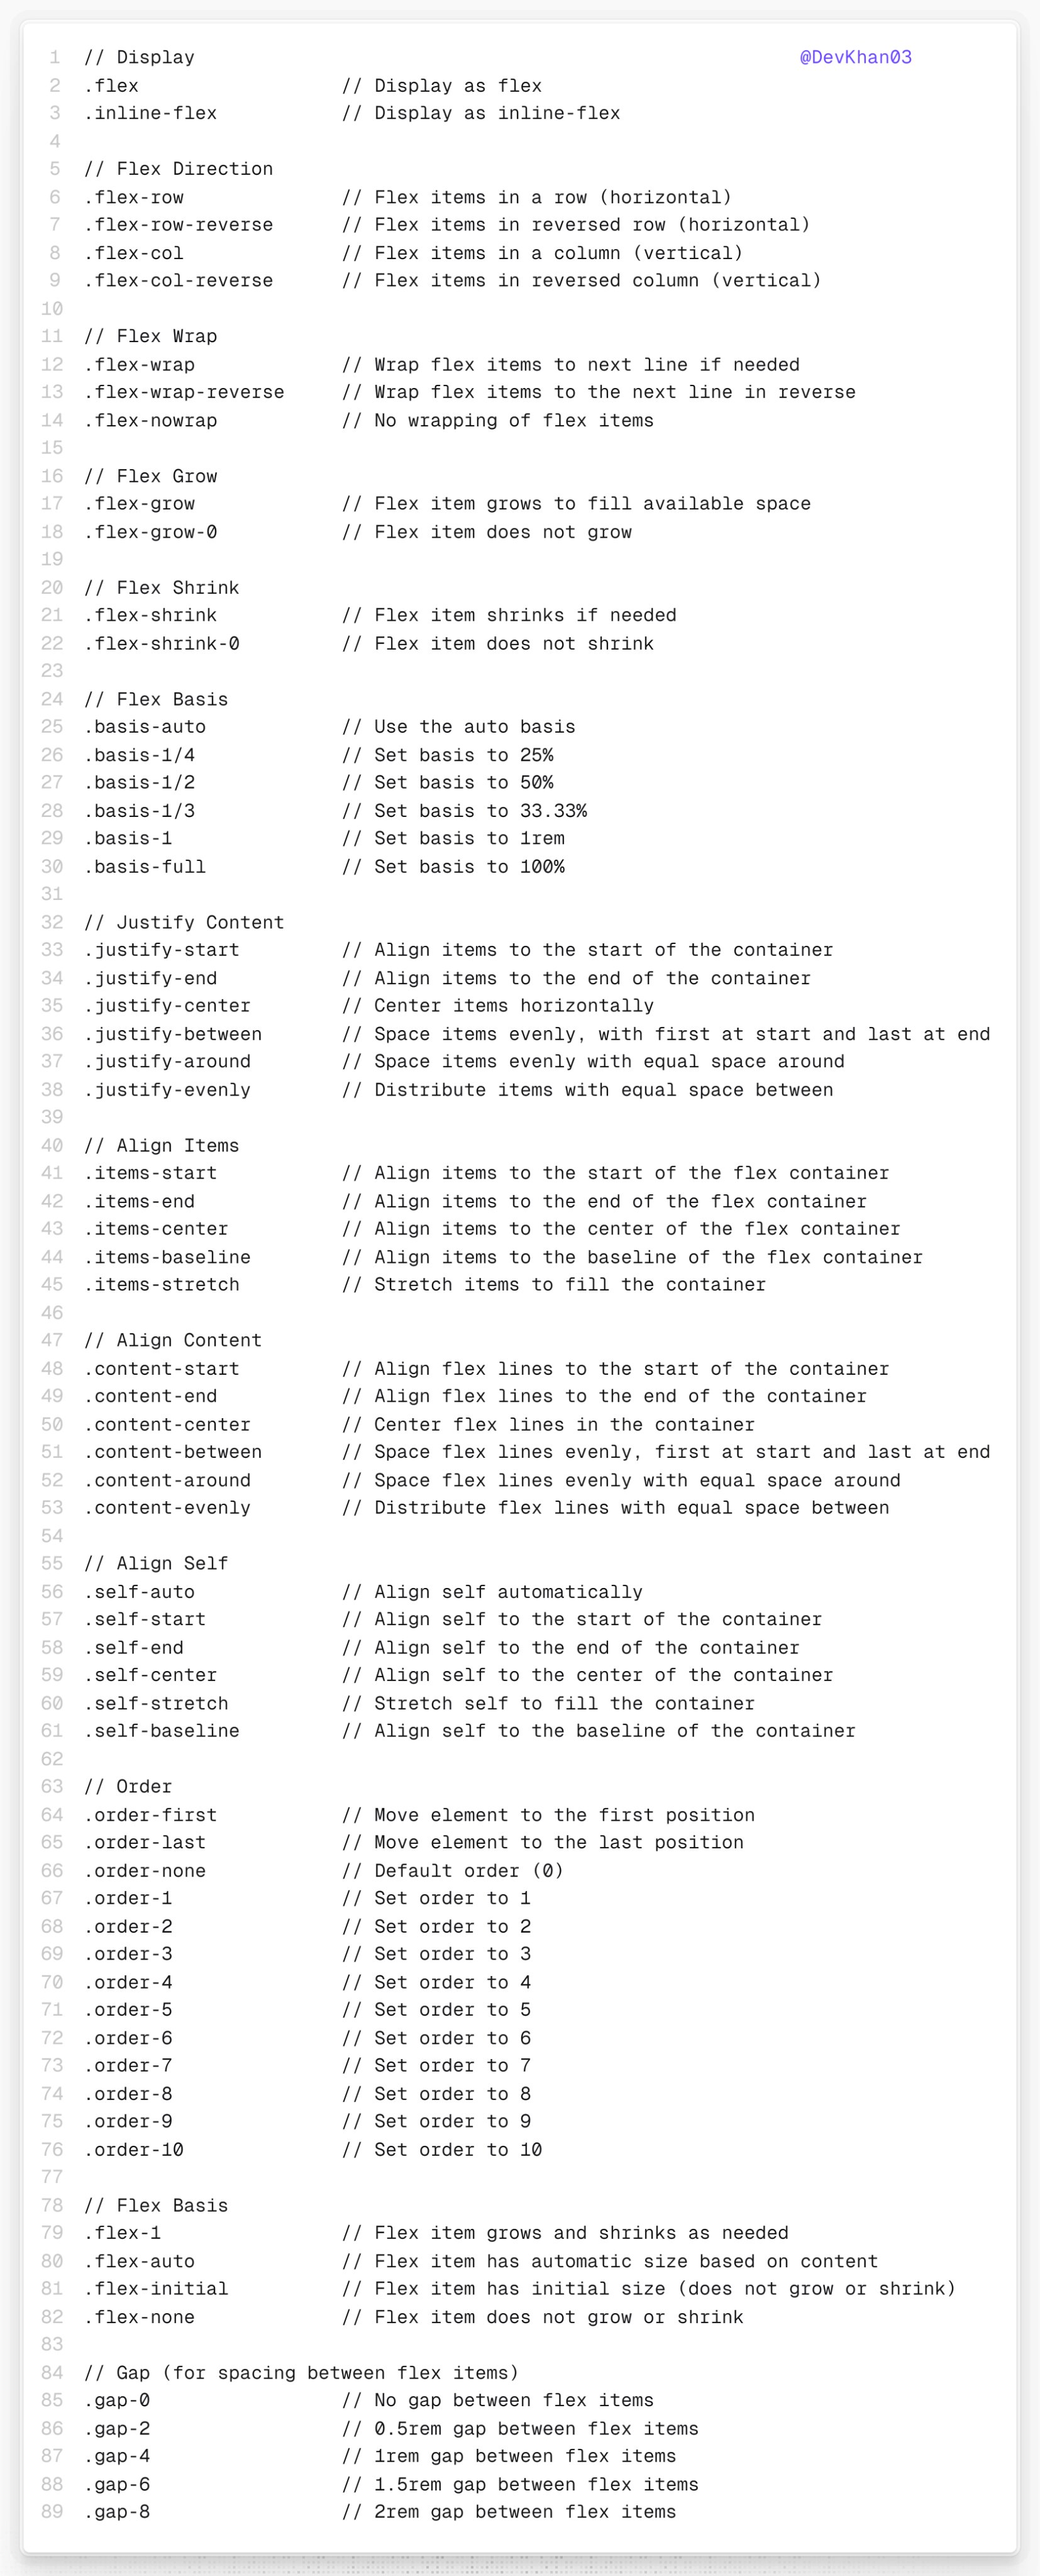 1 // Display @DevKhan03
2 .flex // Display as flex
3 .inline-flex // Display as inline-flex
4
5 // Flex Direction
6 .flex-row // Flex items in a row (horizontal)
7 .flex-row-reverse // Flex items in reversed row (horizontal)
8 .flex-col // Flex items in a column (vertical)
9 .flex-col-reverse // Flex items in reversed column (vertical)
10
11 // Flex Wrap
12 .flex-wrap // Wrap flex items to next line if needed
13 .flex-wrap-reverse // Wrap flex items to the next line in reverse
14 .flex-nowrap // No wrapping of flex items
15
16 // Flex Grow
17 .flex-grow // Flex item grows to fill available space
18 .flex-grow-0 // Flex item does not grow
19
20 // Flex Shrink
21 .flex-shrink // Flex item shrinks if needed
22 .flex-shrink-0 // Flex item does not shrink
23
24 // Flex Basis
25 .basis-auto // Use the auto basis
26 .basis-1/4 // Set basis to 25%
27 .basis-1/2 // Set basis to 50%
28 .basis-1/3 // Set basis to 33.33%
29 .basis-1 // Set basis to 1rem
30 .basis-full // Set basis to 100%
31
32 // Justify Content
33 .justify-start // Align items to the start of the container
34 .justify-end // Align items to the end of the container
35 .justify-center // Center items horizontally
36 .justify-between // Space items evenly, with first at start and last at end
37 .justify-around // Space items evenly with equal space around
38 .justify-evenly // Distribute items with equal space between
39
40 // Align Items
41 .items-start // Align items to the start of the flex container
42 .items-end // Align items to the end of the flex container
43 .items-center // Align items to the center of the flex container
44 .items-baseline // Align items to the baseline of the flex container
45 .items-stretch // Stretch items to fill the container
46
47 // Align Content
48 .content-start // Align flex lines to the start of the container
49 .content-end // Align flex lines to the end of the container
50 .content-center // Center flex lines in the container
51 .content-between // Space flex lines evenly, first at start and last at end
52 .content-around // Space flex lines evenly with equal space around
53 .content-evenly // Distribute flex lines with equal space between
54
55 // Align Self
56 .self-auto // Align self automatically
57 .self-start // Align self to the start of the container
58 .self-end // Align self to the end of the container
59 .self-center // Align self to the center of the container
60 .self-stretch // Stretch self to fill the container
61 .self-baseline // Align self to the baseline of the container
62
63 // Order
64 .order-first // Move element to the first position
65 .order-last // Move element to the last position
66 .order-none // Default order (0)
67 .order-1 // Set order to 1
68 .order-2 // Set order to 2
69 .order-3 // Set order to 3
70 .order-4 // Set order to 4
71 .order-5 // Set order to 5
72 .order-6 // Set order to 6
73 .order-7 // Set order to 7
74 .order-8 // Set order to 8
75 .order-9 // Set order to 9
76 .order-10 // Set order to 10
77
78 // Flex Basis
79 .flex-1 // Flex item grows and shrinks as needed
80 .flex-auto // Flex item has automatic size based on content
81 .flex-initial // Flex item has initial size (does not grow or shrink)
82 .flex-none // Flex item does not grow or shrink
83
84 // Gap (for spacing between flex items)
85 .gap-0 // No gap between flex items
86 .gap-2 // 0.5rem gap between flex items
87 .gap-4 // 1rem gap between flex items
88 .gap-6 // 1.5rem gap between flex items
89 .gap-8 // 2rem gap between flex items